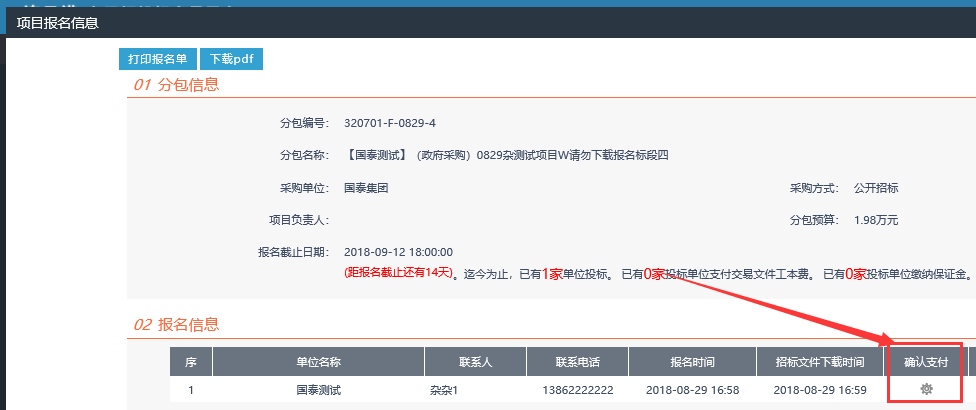 项目报名信息
打印报名单 下载pdf
01 分包信息
分包编号： 320701-F-0829-4
分包名称： 【国泰测试】（政府采购）0829杂测试项目W请勿下载报名标段四
采购单位： 国泰集团 采购方式： 公开招标
项目负责人： 分包预算： 1.98万元
报名截止日期： 2018-09-12 18:00:00
(距报名截止还有14天)。迄今为止，已有1家单位投标。 已有0家投标单位支付交易文件工本费。 已有0家投标单位缴纳保证金。
02 报名信息
序 单位名称 联系人 联系电话 报名时间 招标文件下载时间 确认支付
1 国泰测试 杂杂1 13862222222 2018-08-29 16:58 2018-08-29 16:59